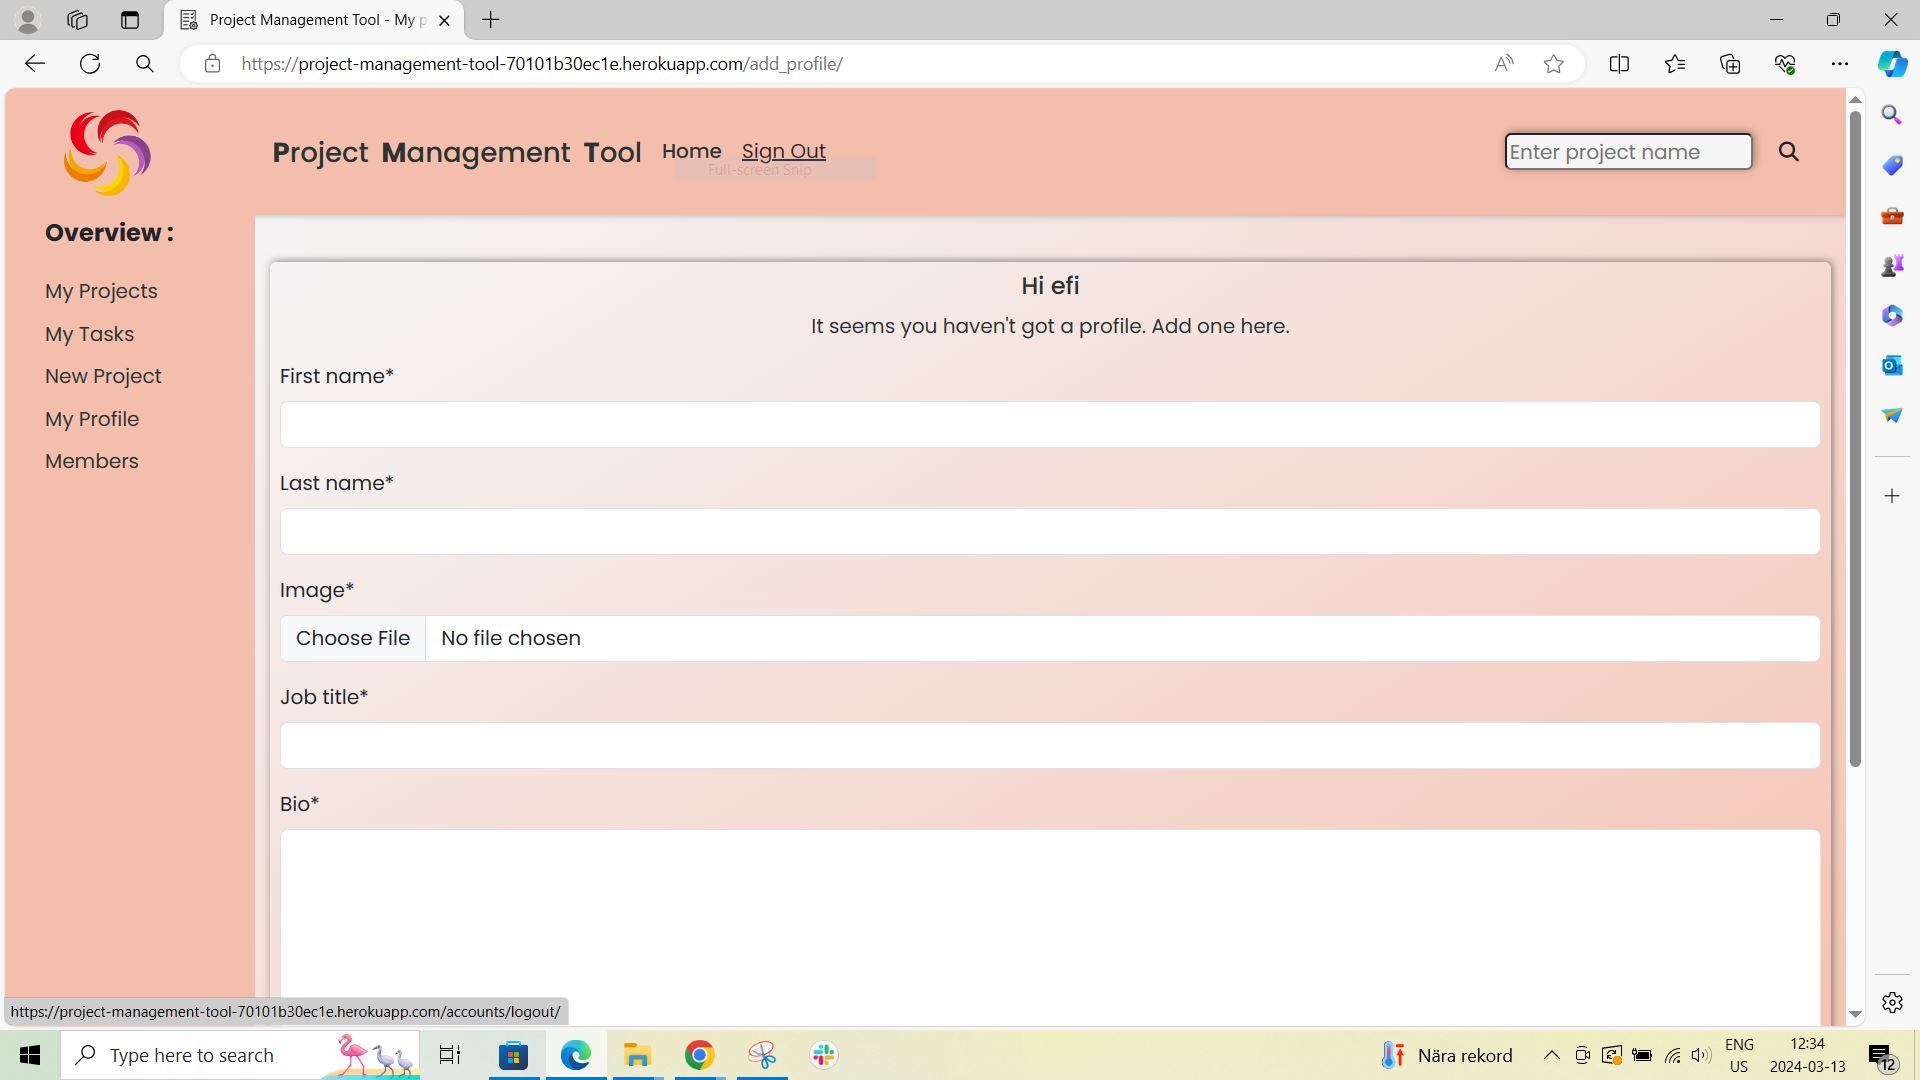 Project Management Tool - My p
https://project-management-tool-70101b30ec1e.herokuapp.com/add_profile/
Project Management Tool
Home
Sign Out
Full-screen Snip
Enter project name
Overview :
My Projects
My Tasks
New Project
My Profile
Members
Hi efi
It seems you haven't got a profile. Add one here.
First name*
Last name*
Image*
Choose File
No file chosen
Job title*
Bio*
https://project-management-tool-70101b30ec1e.herokuapp.com/accounts/logout/
Type here to search
Nära rekord
ENG
US
12:34
2024-03-13
12